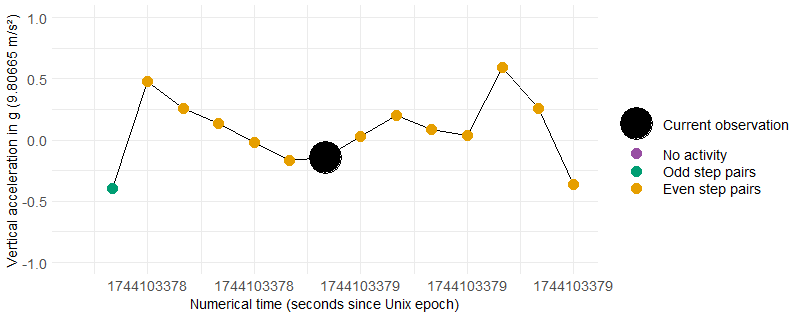 Vertical acceleration in g (9.80665 m/s²)
1.0
0.5
0.0
-0.5
-1.0
1744103378 1744103378 1744103379 1744103379 1744103379
Numerical time (seconds since Unix epoch)
Current observation
No activity
Odd step pairs
Even step pairs